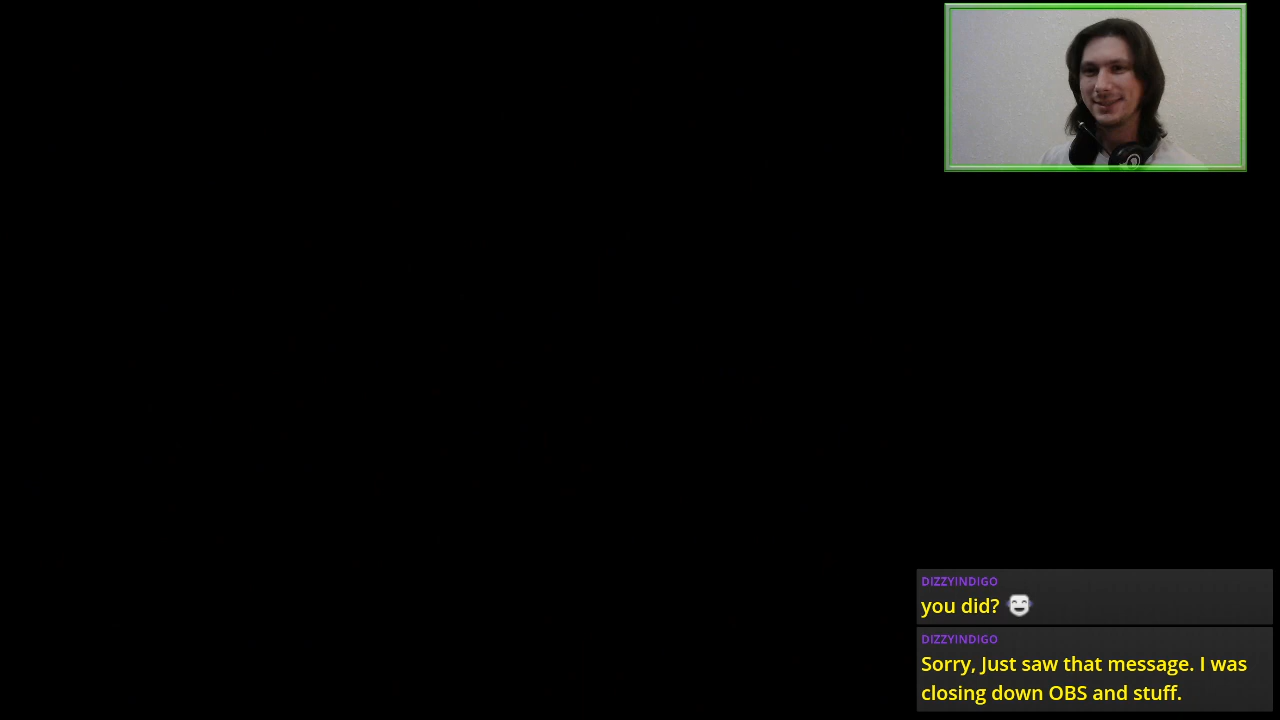 DIZZYINDIGO
you did?
DIZZYINDIGO
Sorry, Just saw that message. I was
closing down OBS and stuff.